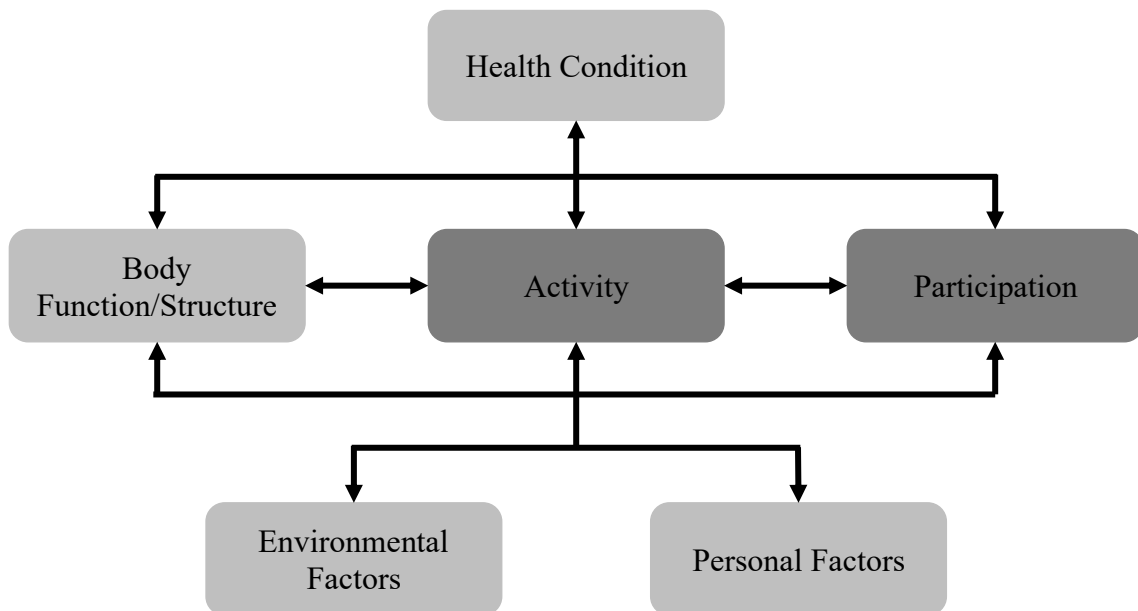 Health Condition
Body
Function/Structure
Activity
Participation
Environmental
Factors
Personal Factors